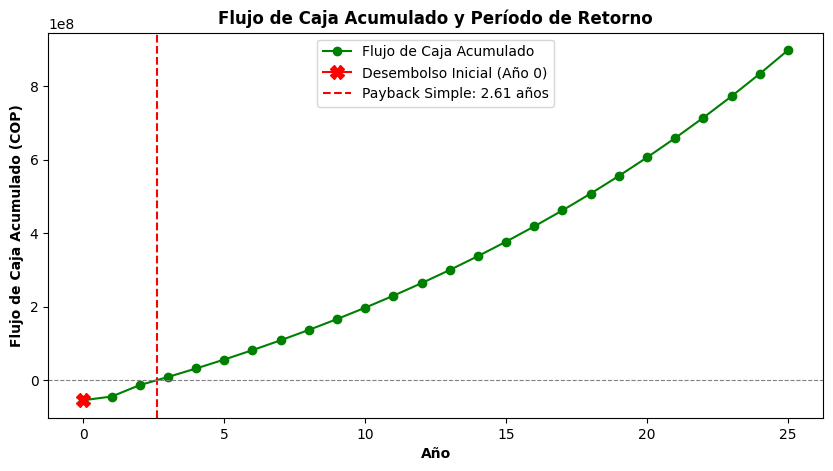 Flujo de Caja Acumulado y Período de Retorno
1e8
Flujo de Caja Acumulado
Desembolso Inicial (Año 0)
Payback Simple: 2.61 años
8
6
4
2
0
Flujo de Caja Acumulado (COP)
0 5 10 15 20 25
Año